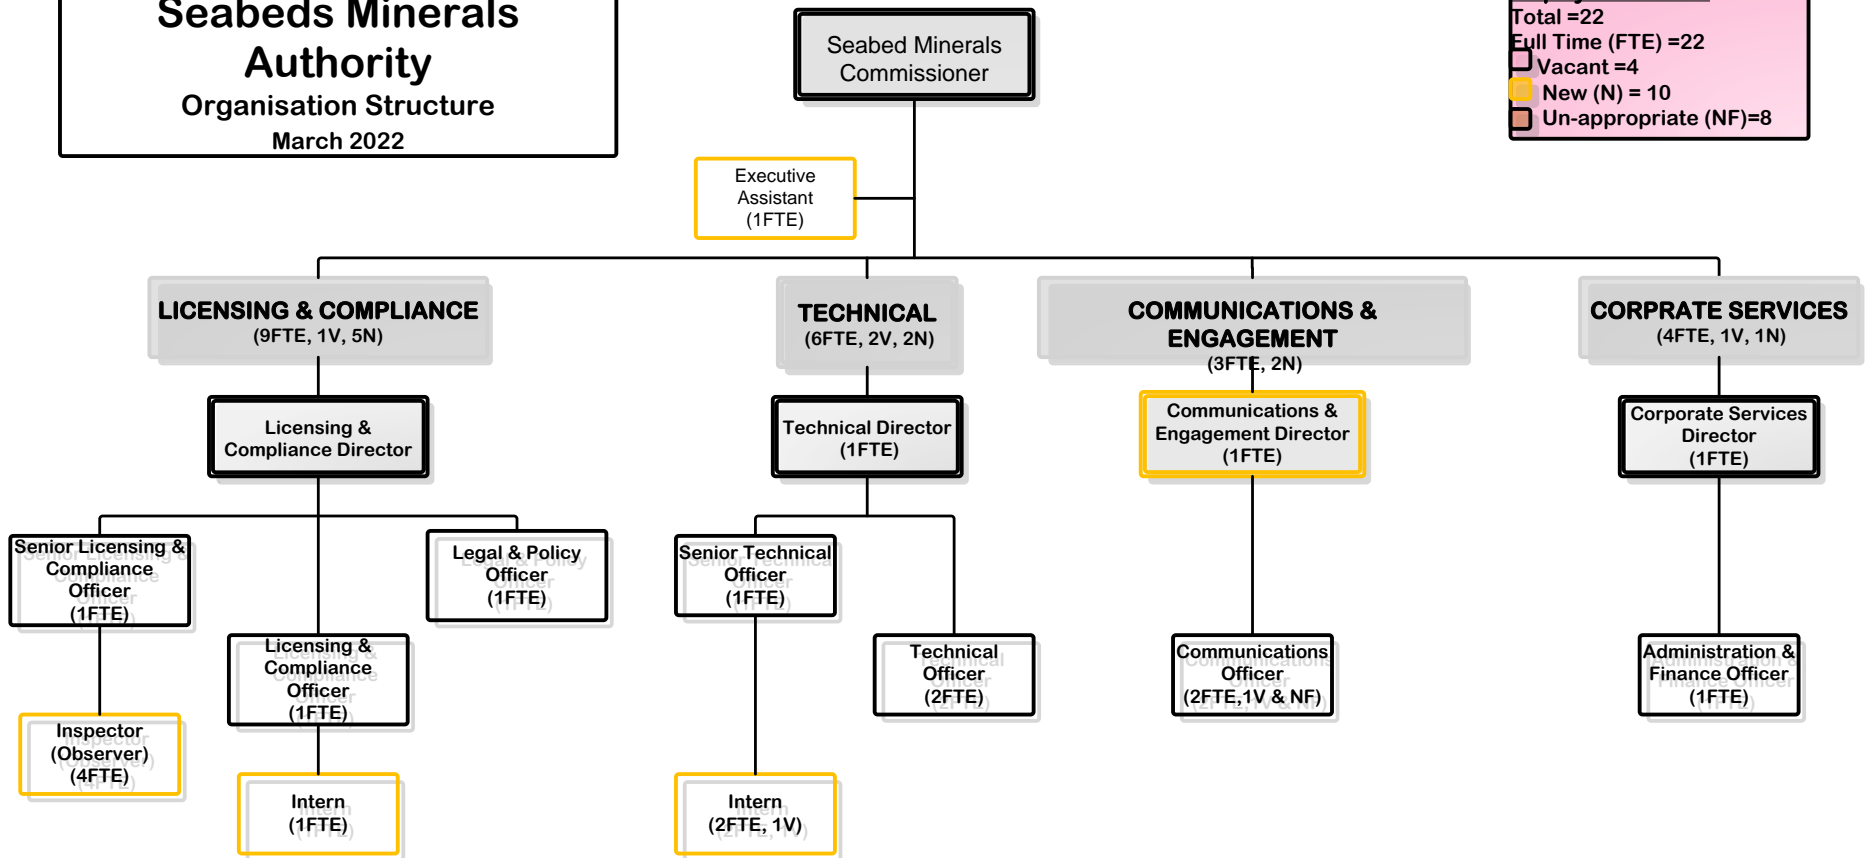 Seabeds Minerals
Authority
Organisation Structure
March 2022
Total =22
Full Time (FTE) =22
Vacant =4
New (N) = 10
Un-appropriate (NF)=8
Seabed Minerals
Commissioner
Executive
Assistant
(1FTE)
LICENSING & COMPLIANCE
(9FTE, 1V, 5N)
TECHNICAL
(6FTE, 2V, 2N)
COMMUNICATIONS &
ENGAGEMENT
(3FTE, 2N)
CORPRATE SERVICES
(4FTE, 1V, 1N)
Licensing &
Compliance Director
Technical Director
(1FTE)
Communications &
Engagement Director
(1FTE)
Corporate Services
Director
(1FTE)
Senior Licensing &
Compliance
Officer
(1FTE)
Legal & Policy
Officer
(1FTE)
Senior Technical
Officer
(1FTE)
Licensing &
Compliance
Officer
(1FTE)
Technical
Officer
(2FTE)
Communications
Officer
(2FTE,1V & NF)
Administration &
Finance Officer
(1FTE)
Inspector
(Observer)
(4FTE)
Intern
(1FTE)
Intern
(2FTE, 1V)